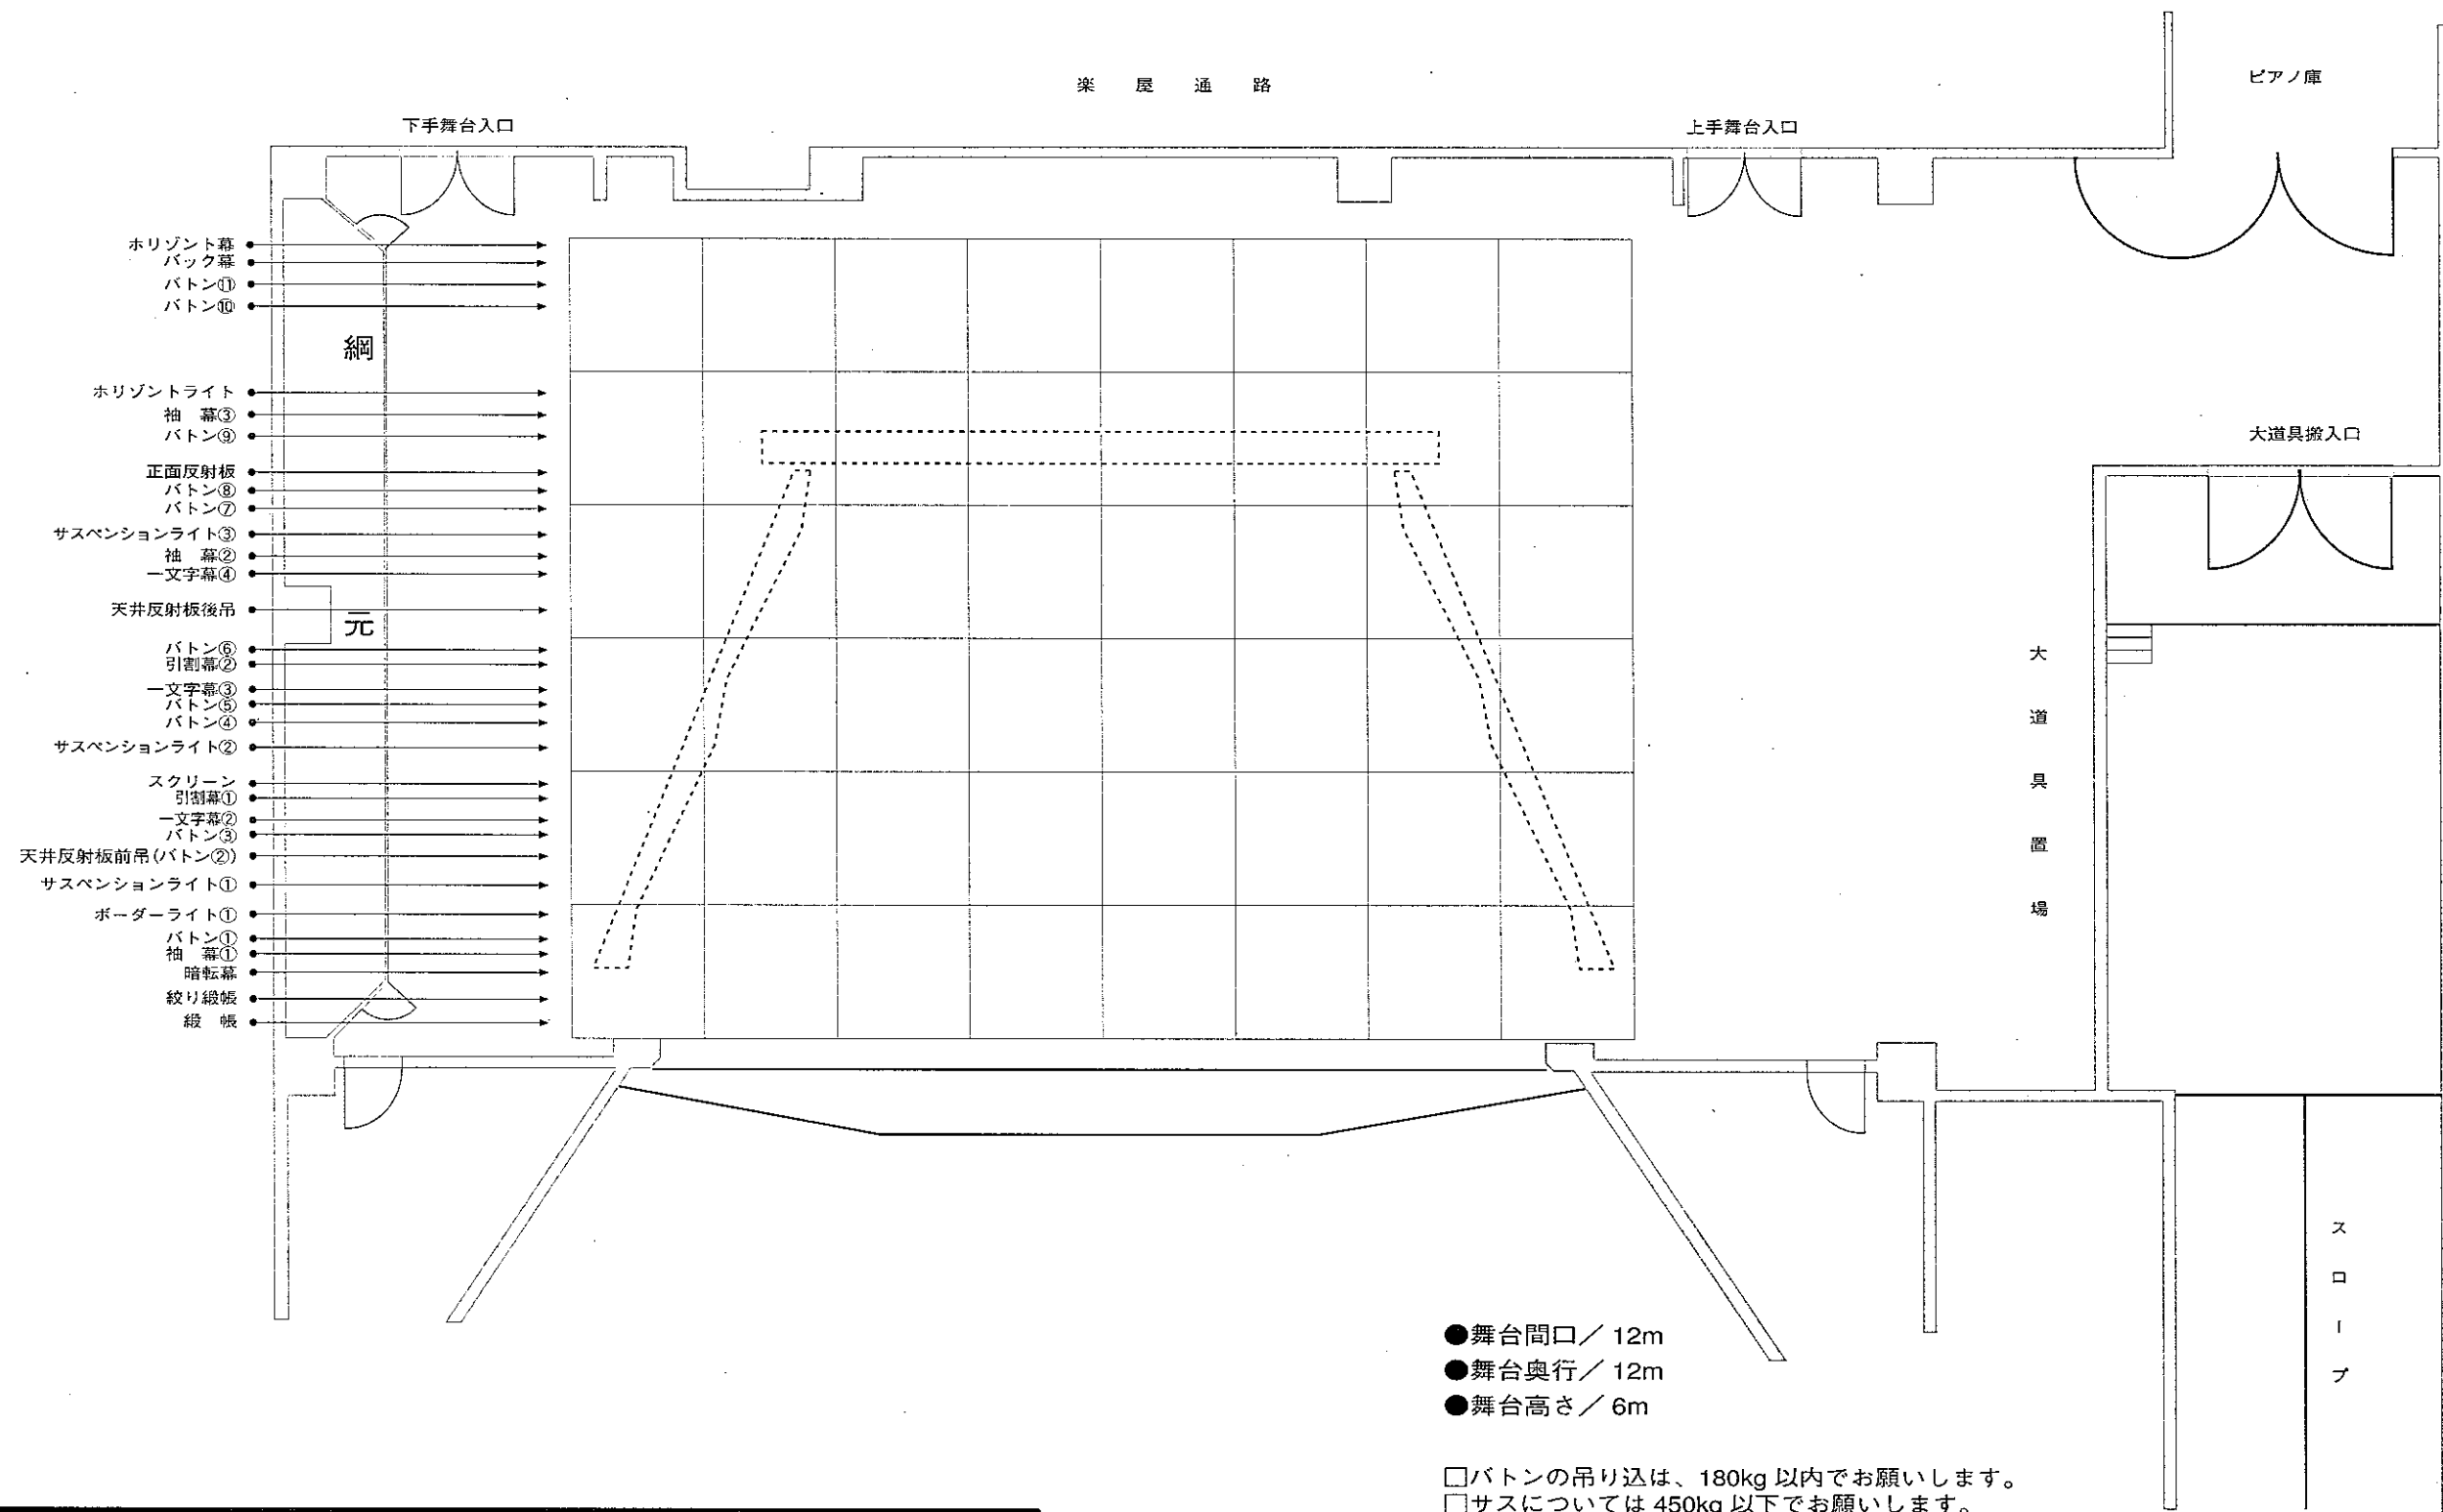 楽屋通路
ピアノ庫
下手舞台入口
上手舞台入口
ホリゾント幕
バック幕
バトン⑪
バトン⑩
綱元
ホリゾントライト
袖　幕③
バトン⑨
正面反射板
バトン⑧
バトン⑦
サスペンションライト③
袖　幕②
一文字幕④
天井反射板後吊
バトン⑥
引割幕②
一文字幕③
バトン⑤
バトン④
サスペンションライト②
スクリーン
引割幕①
一文字幕②
バトン③
天井反射板前吊(バトン②)
サスペンションライト①
ボーダーライト①
バトン①
袖　幕①
暗転幕
絞り緞帳
緞　帳
大道具搬入口
大道具置場
スロープ
●舞台間口／12m
●舞台奥行／12m
●舞台高さ／6m
□バトンの吊り込は、180kg 以内でお願いします。
□サスについては 450kg 以下でお願いします。